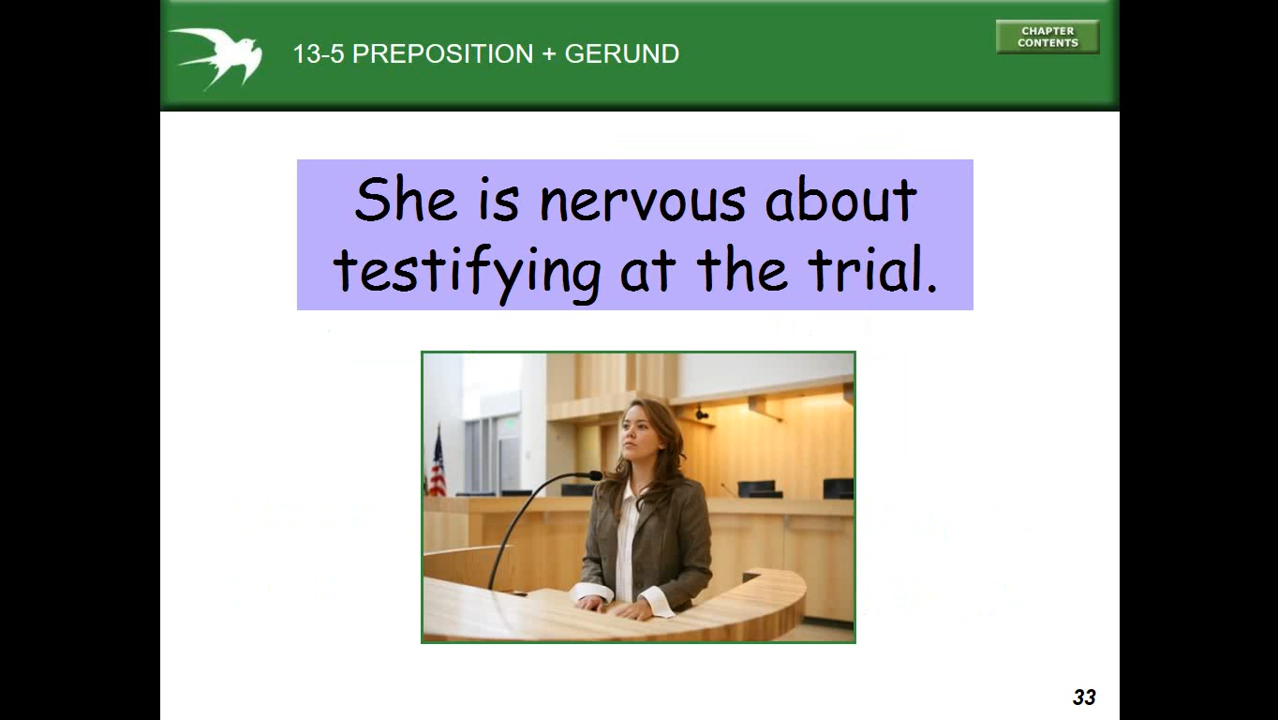 13-5 PREPOSITION + GERUND
CHAPTER
CONTENTS
She is nervous about
testifying at the trial.
33